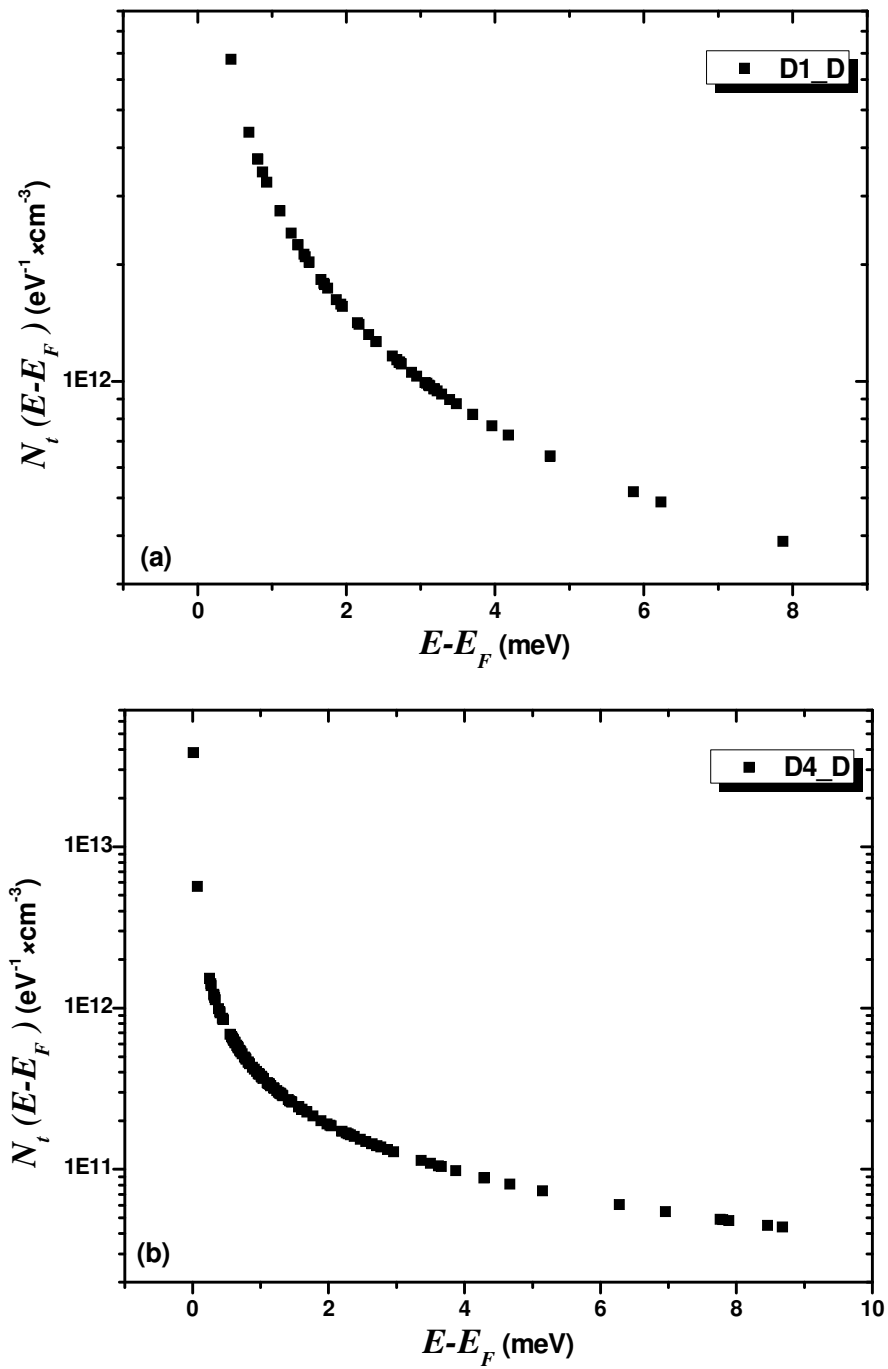 D1_D
N_t (E-E_F) (eV^-1 ×cm^-3)
1E12
(a)
0 2 4 6 8
E-E_F (meV)
D4_D
N_t (E-E_F) (eV^-1 ×cm^-3)
1E13
1E12
1E11
(b)
0 2 4 6 8 10
E-E_F (meV)